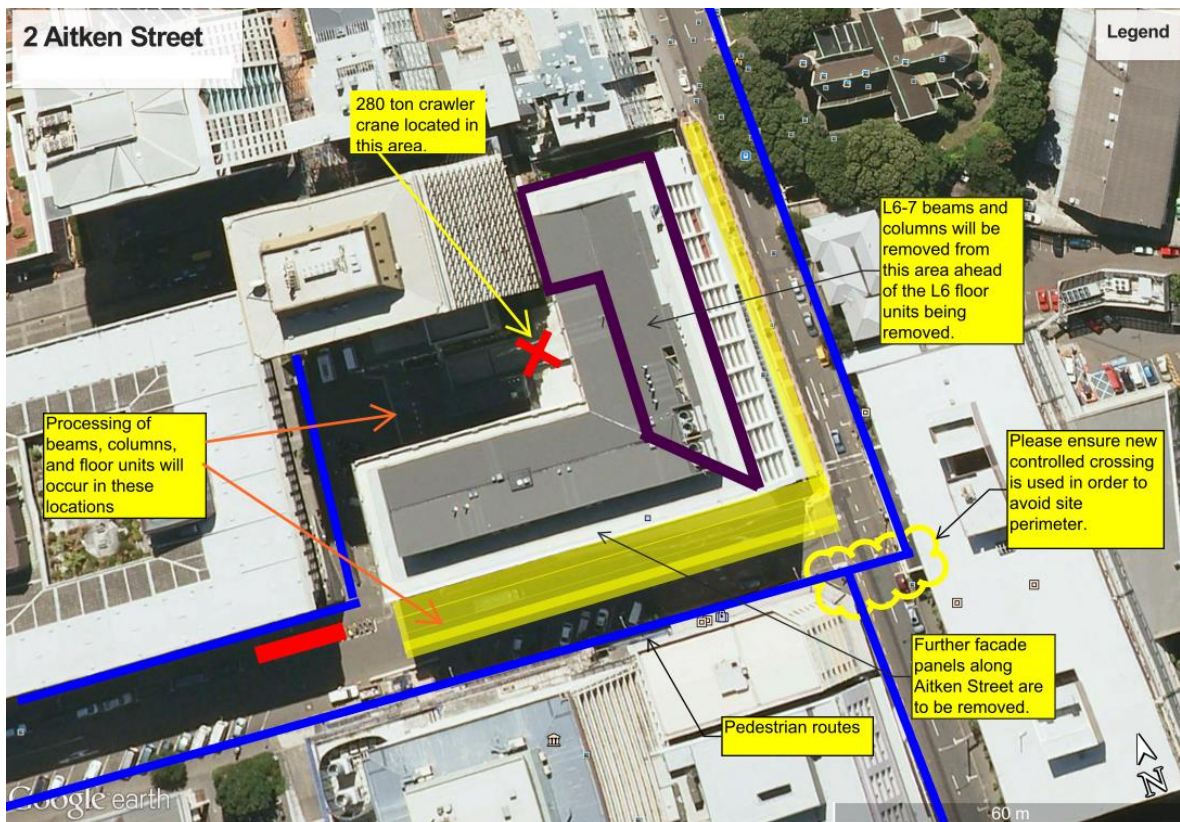 2 Aitken Street
Legend
280 ton crawler
crane located in
this area.
L6-7 beams and
columns will be
removed from
this area ahead
of the L6 floor
units being
removed.
Processing of
beams, columns,
and floor units will
occur in these
locations
Please ensure new
controlled crossing
is used in order to
avoid site
perimeter.
Further facade
panels along
Aitken Street are
to be removed.
Pedestrian routes
N
Google earth
60 m